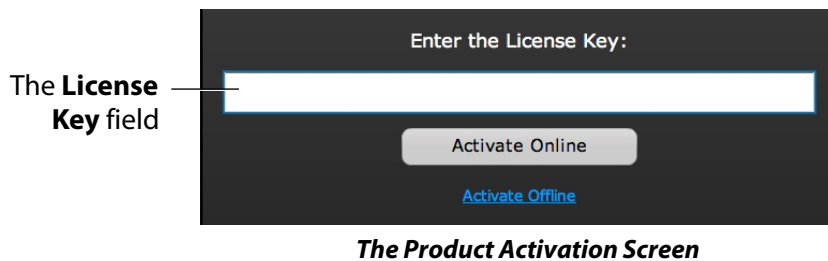 Enter the License Key:
The License
Key field
Activate Online
Activate Offline
The Product Activation Screen